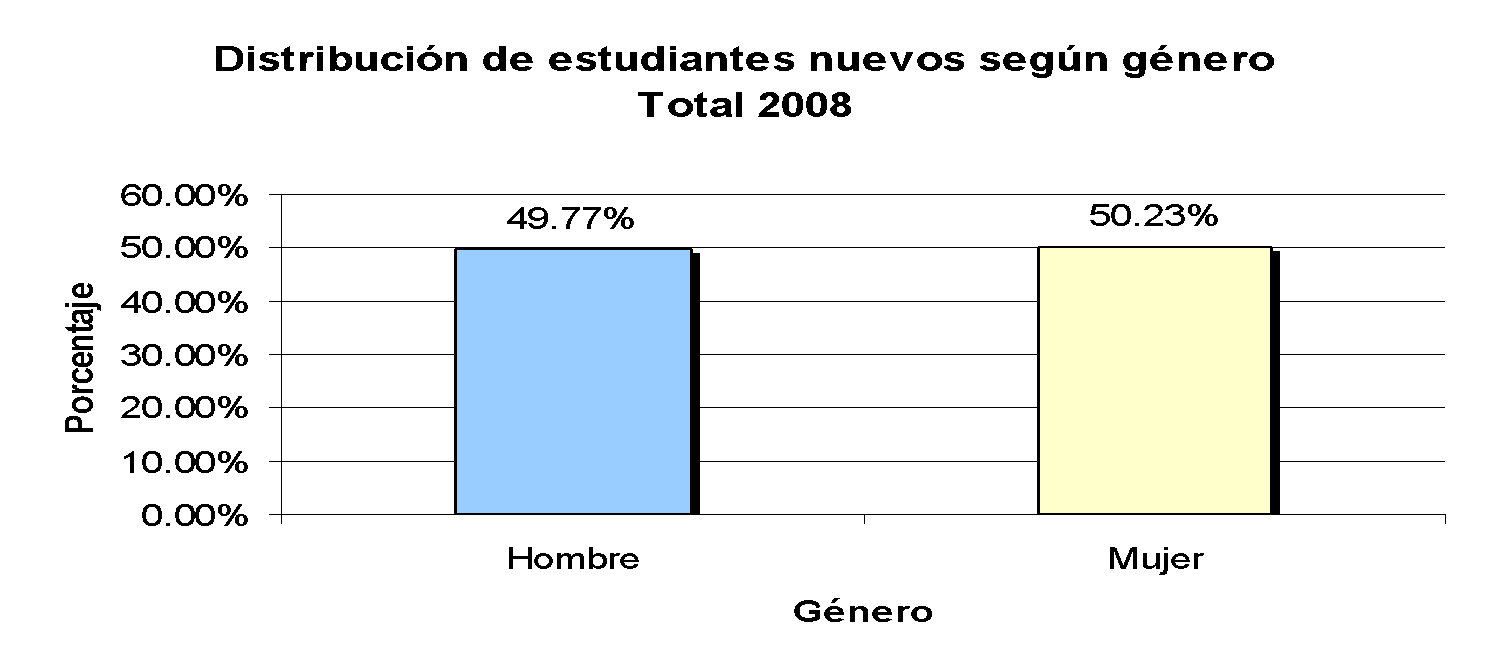 Distribución de estudiantes nuevos según género
Total 2008
60.00%
50.00%
40.00%
30.00%
20.00%
10.00%
0.00%
Porcentaje
49.77%
50.23%
Hombre
Mujer
Género